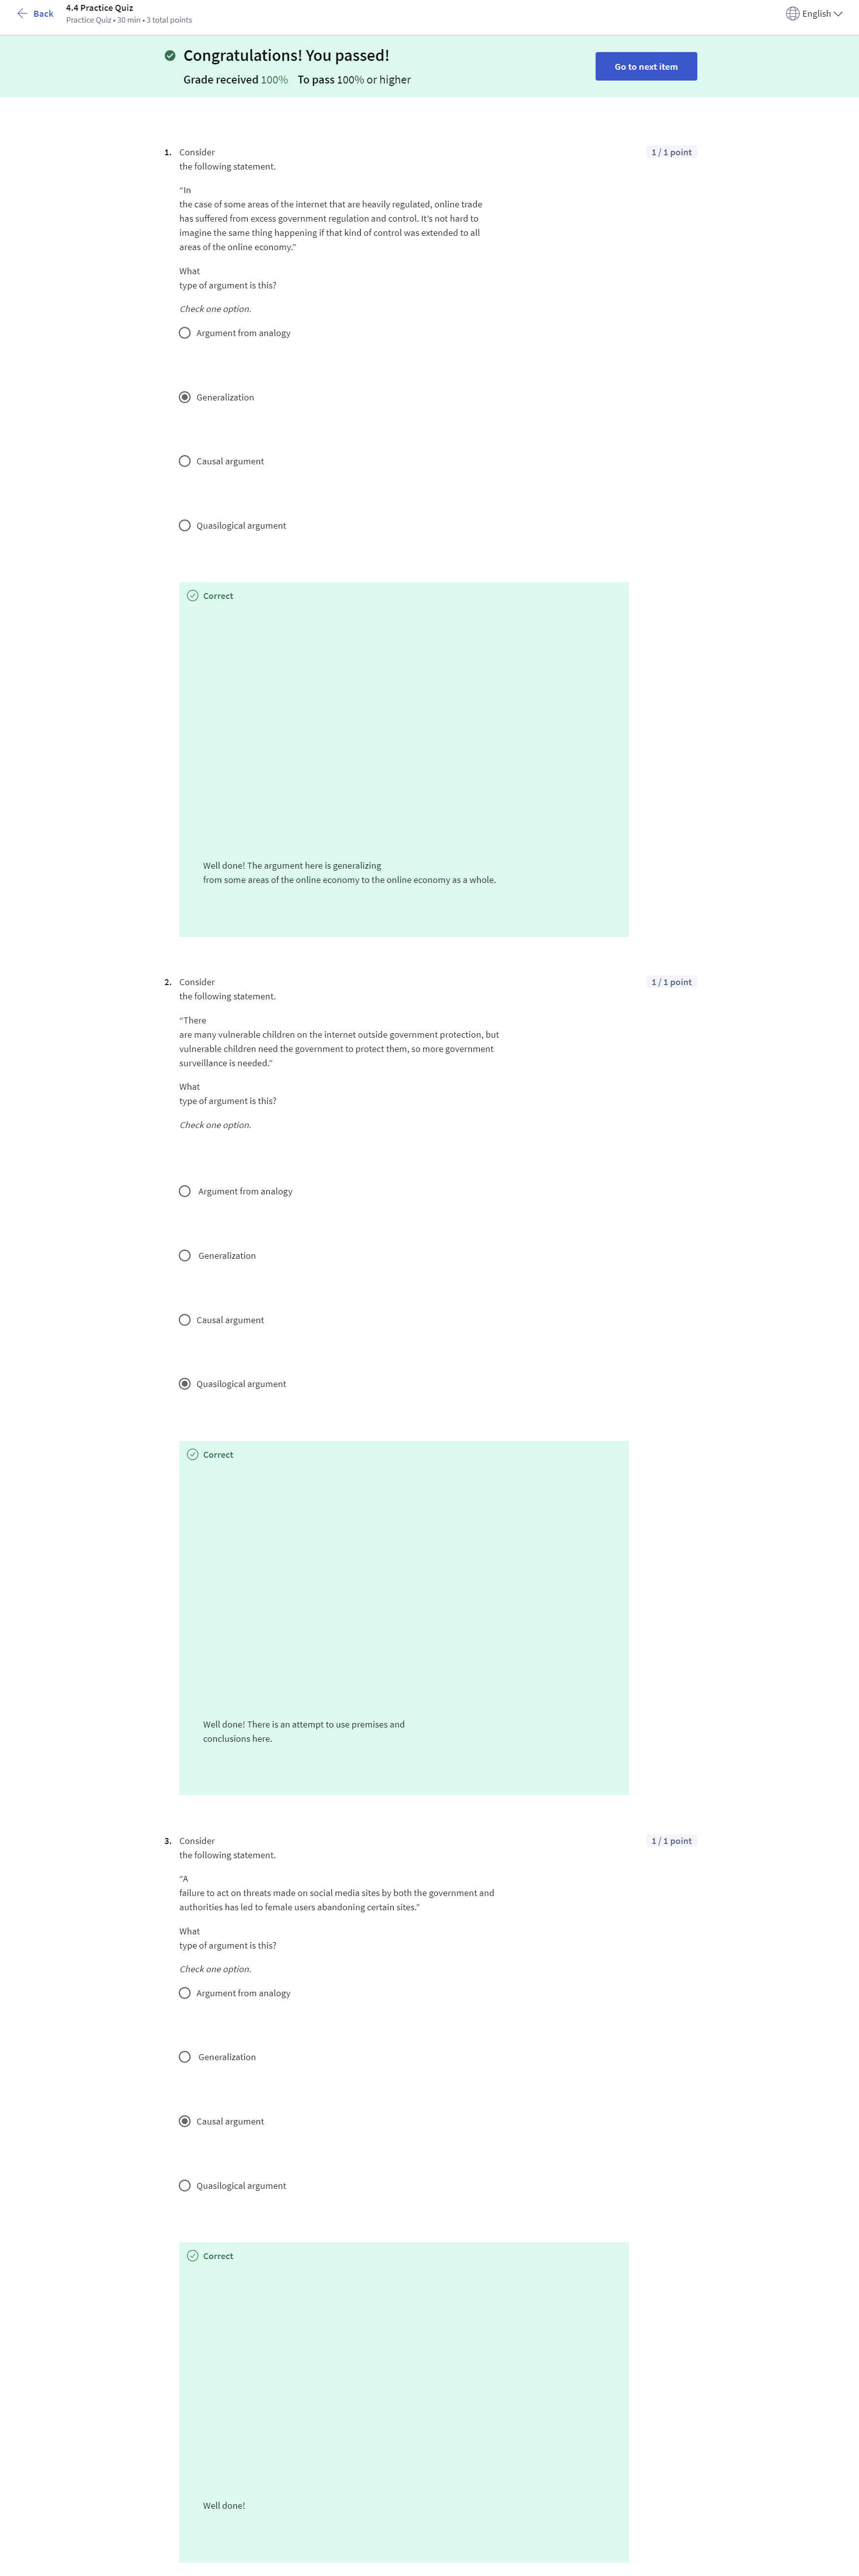 Back
4.4 Practice Quiz
Practice Quiz • 30 min • 3 total points
English
Congratulations! You passed!
Grade received 100% To pass 100% or higher
Go to next item
1. Consider
the following statement.
1 / 1 point
“In
the case of some areas of the internet that are heavily regulated, online trade
has suffered from excess government regulation and control. It’s not hard to
imagine the same thing happening if that kind of control was extended to all
areas of the online economy.”
What
type of argument is this?
Check one option.
Argument from analogy
Generalization
Causal argument
Quasilogical argument
Correct
Well done! The argument here is generalizing
from some areas of the online economy to the online economy as a whole.
2. Consider
the following statement.
1 / 1 point
“There
are many vulnerable children on the internet outside government protection, but
vulnerable children need the government to protect them, so more government
surveillance is needed.”
What
type of argument is this?
Check one option.
Argument from analogy
Generalization
Causal argument
Quasilogical argument
Correct
Well done! There is an attempt to use premises and
conclusions here.
3. Consider
the following statement.
1 / 1 point
“A
failure to act on threats made on social media sites by both the government and
authorities has led to female users abandoning certain sites.”
What
type of argument is this?
Check one option.
Argument from analogy
Generalization
Causal argument
Quasilogical argument
Correct
Well done!